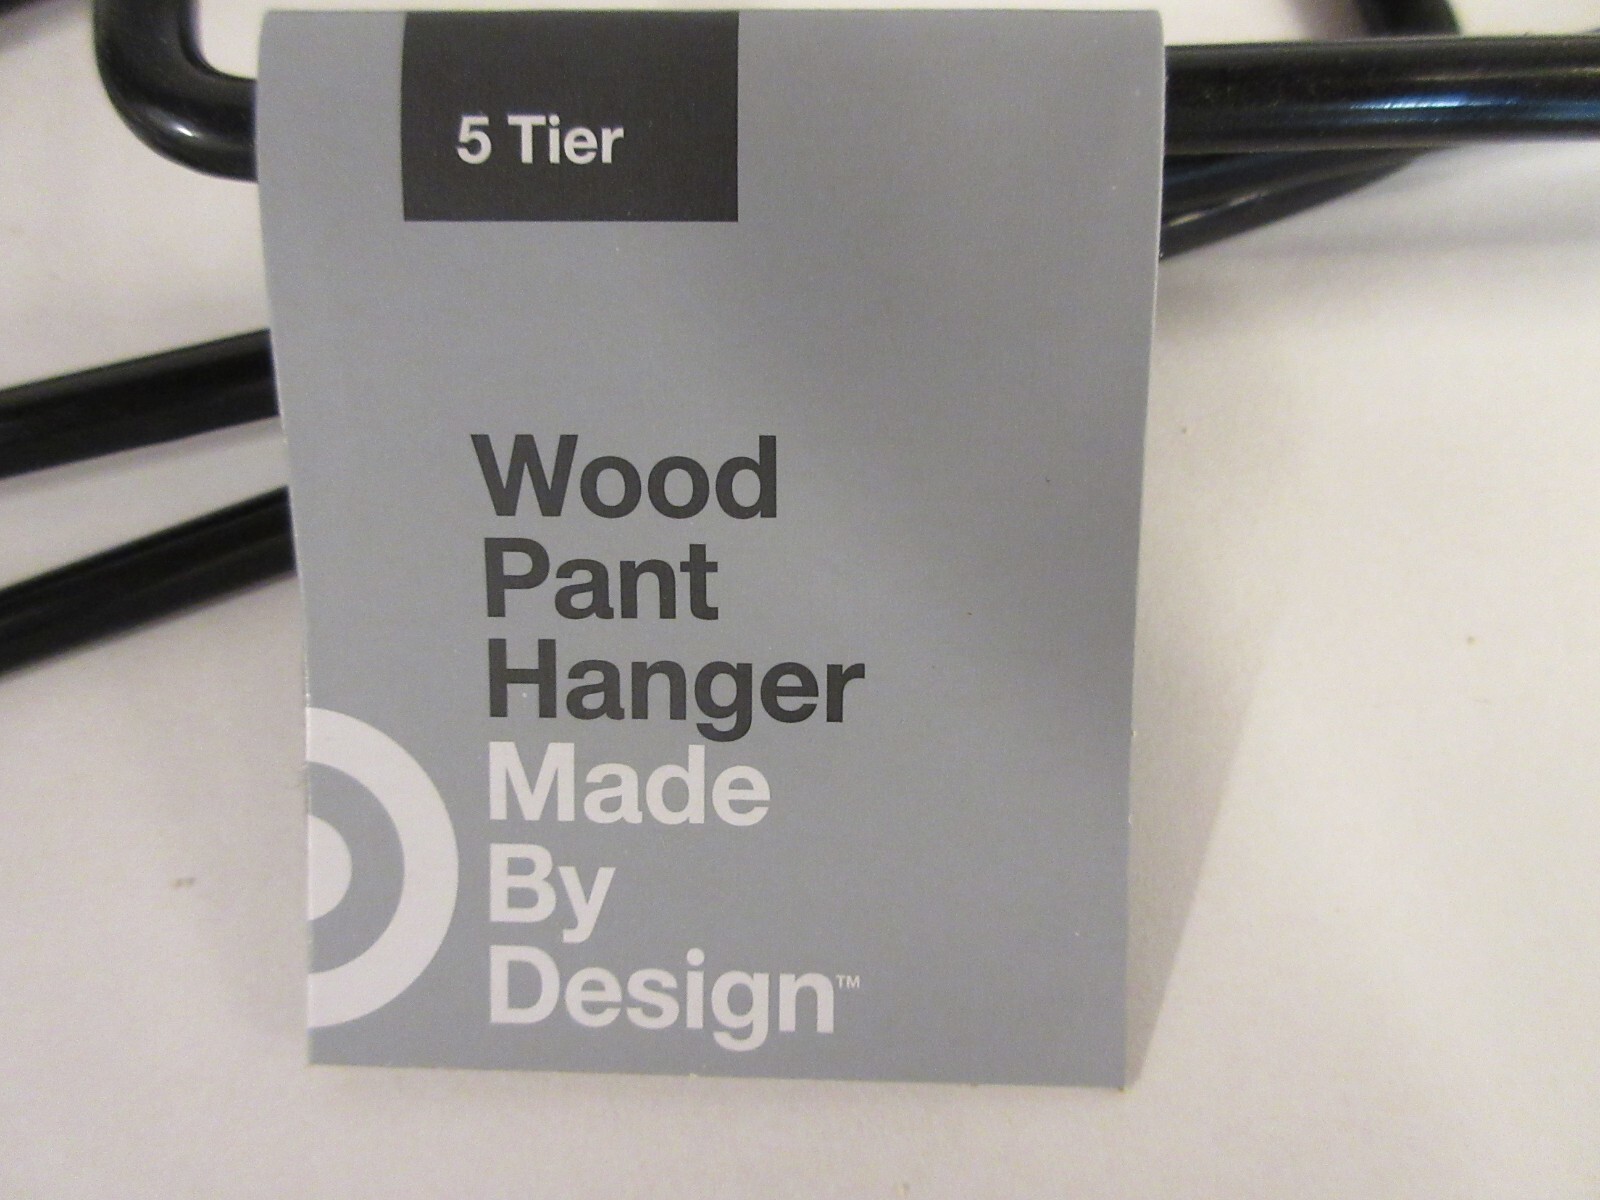 5 Tier
Wood
Pant
Hanger
Made
By
Design™